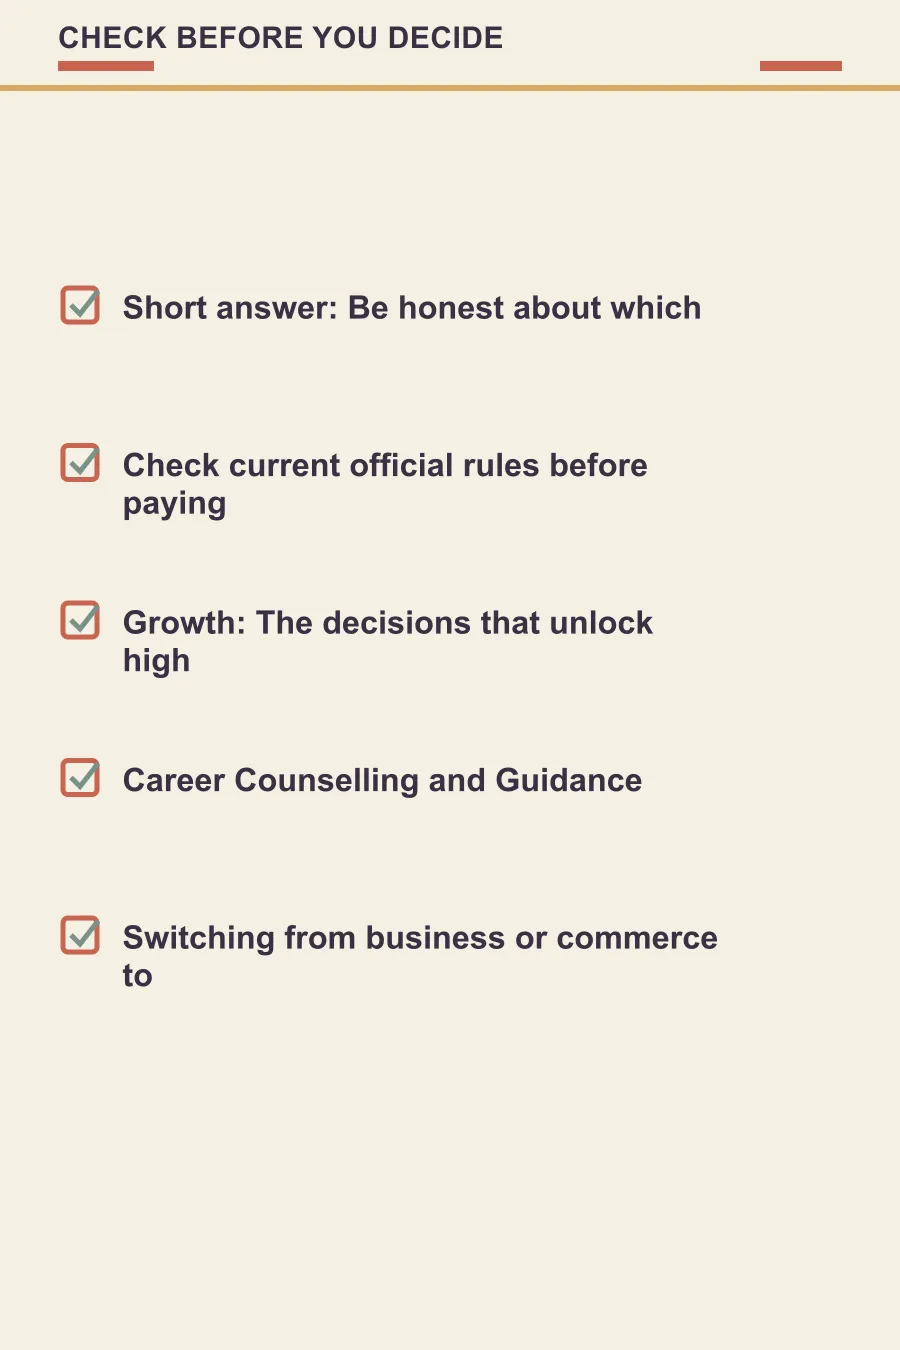 CHECK BEFORE YOU DECIDE
Short answer: Be honest about which
Check current official rules before
paying
Growth: The decisions that unlock
high
Career Counselling and Guidance
Switching from business or commerce
to